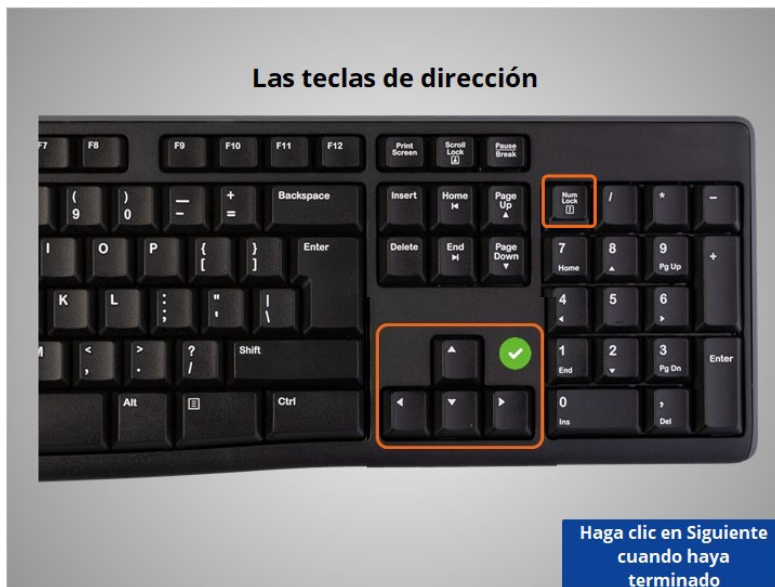 Las teclas de dirección
F7 F8 F9 F10 F11 F12 Print Screen Scroll Lock Pause Break
( 9 ) 0 — - + = Backspace Insert Home Page Up Num Lock / * -
I O P { [ } ] Enter Delete End Page Down 7 Home 8 9 Pg Up +
K L : ; " ' | \ 4 5 6
M < , > . ? / Shift 1 End 2 3 Pg Dn Enter
Alt Ctrl 0 Ins , Del
Haga clic en Siguiente
cuando haya
terminado